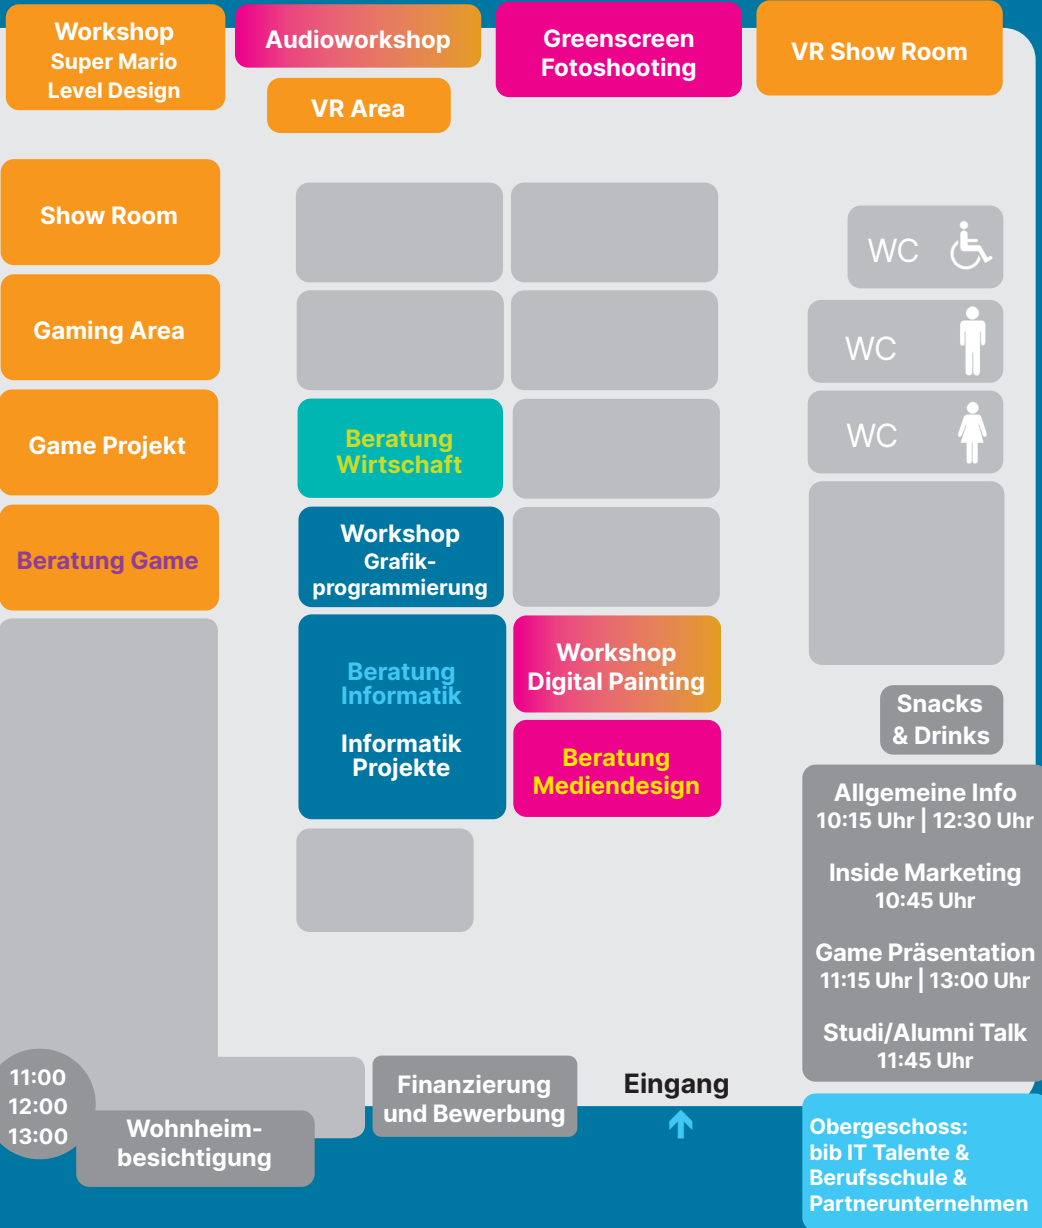 Workshop
Super Mario
Level Design
Audioworkshop
VR Area
Greenscreen
Fotoshooting
VR Show Room
Show Room
Gaming Area
Game Projekt
Beratung Game
Beratung
Wirtschaft
Workshop
Grafik-
programmierung
Beratung
Informatik
Informatik
Projekte
Workshop
Digital Painting
Beratung
Mediendesign
WC
WC
WC
Snacks
& Drinks
Allgemeine Info
10:15 Uhr | 12:30 Uhr
Inside Marketing
10:45 Uhr
Game Präsentation
11:15 Uhr | 13:00 Uhr
Studi/Alumni Talk
11:45 Uhr
11:00
12:00
13:00
Wohnheim-
besichtigung
Finanzierung
und Bewerbung
Eingang
Obergeschoss:
bib IT Talente &
Berufsschule &
Partnerunternehmen